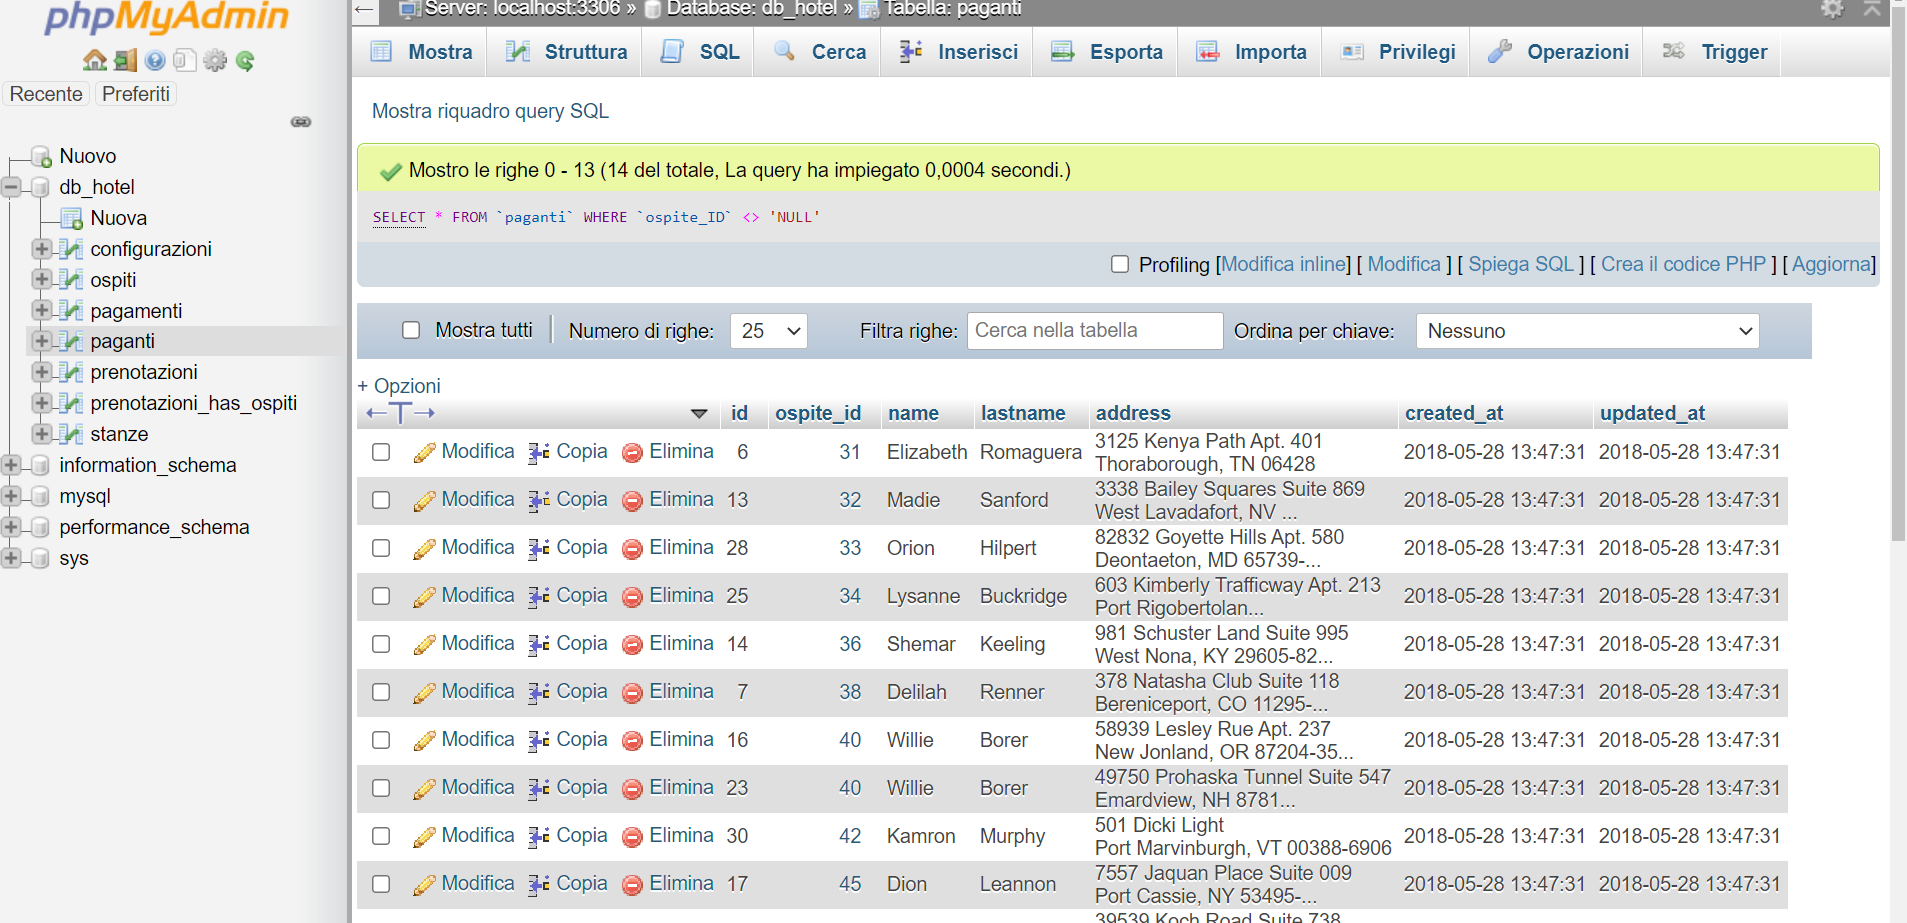 phpMyAdmin
Recente Preferiti
Nuovo
db_hotel
Nuova
configurazioni
ospiti
pagamenti
paganti
prenotazioni
prenotazioni_has_ospiti
stanze
information_schema
mysql
performance_schema
sys
Server: localhost:3306 » Database: db_hotel » Tabella: paganti
Mostra Struttura SQL Cerca Inserisci Esporta Importa Privilegi Operazioni Trigger
Mostra riquadro query SQL
Mostro le righe 0 - 13 (14 del totale, La query ha impiegato 0,0004 secondi.)
SELECT * FROM `paganti` WHERE `ospite_ID` <> 'NULL'
Profiling [Modifica inline] [ Modifica ] [ Spiega SQL ] [ Crea il codice PHP ] [ Aggiorna]
Mostra tutti Numero di righe: 25 Filtra righe: Cerca nella tabella Ordina per chiave: Nessuno
+ Opzioni
←T→ id ospite_id name lastname address created_at updated_at
Modifica Copia Elimina 6 31 Elizabeth Romaguera 3125 Kenya Path Apt. 401
Thoraborough, TN 06428 2018-05-28 13:47:31 2018-05-28 13:47:31
Modifica Copia Elimina 13 32 Madie Sanford 3338 Bailey Squares Suite 869
West Lavadafort, NV ... 2018-05-28 13:47:31 2018-05-28 13:47:31
Modifica Copia Elimina 28 33 Orion Hilpert 82832 Goyette Hills Apt. 580
Deontaeton, MD 65739-... 2018-05-28 13:47:31 2018-05-28 13:47:31
Modifica Copia Elimina 25 34 Lysanne Buckridge 603 Kimberly Trafficway Apt. 213
Port Rigobertolan... 2018-05-28 13:47:31 2018-05-28 13:47:31
Modifica Copia Elimina 14 36 Shemar Keeling 981 Schuster Land Suite 995
West Nona, KY 29605-82... 2018-05-28 13:47:31 2018-05-28 13:47:31
Modifica Copia Elimina 7 38 Delilah Renner 378 Natasha Club Suite 118
Bereniceport, CO 11295-... 2018-05-28 13:47:31 2018-05-28 13:47:31
Modifica Copia Elimina 16 40 Willie Borer 58939 Lesley Rue Apt. 237
New Jonland, OR 87204-35... 2018-05-28 13:47:31 2018-05-28 13:47:31
Modifica Copia Elimina 23 40 Willie Borer 49750 Prohaska Tunnel Suite 547
Emardview, NH 8781... 2018-05-28 13:47:31 2018-05-28 13:47:31
Modifica Copia Elimina 30 42 Kamron Murphy 501 Dicki Light
Port Marvinburgh, VT 00388-6906 2018-05-28 13:47:31 2018-05-28 13:47:31
Modifica Copia Elimina 17 45 Dion Leannon 7557 Jaquan Place Suite 009
Port Cassie, NY 53495-... 2018-05-28 13:47:31 2018-05-28 13:47:31
39539 Koch Road Suite 738